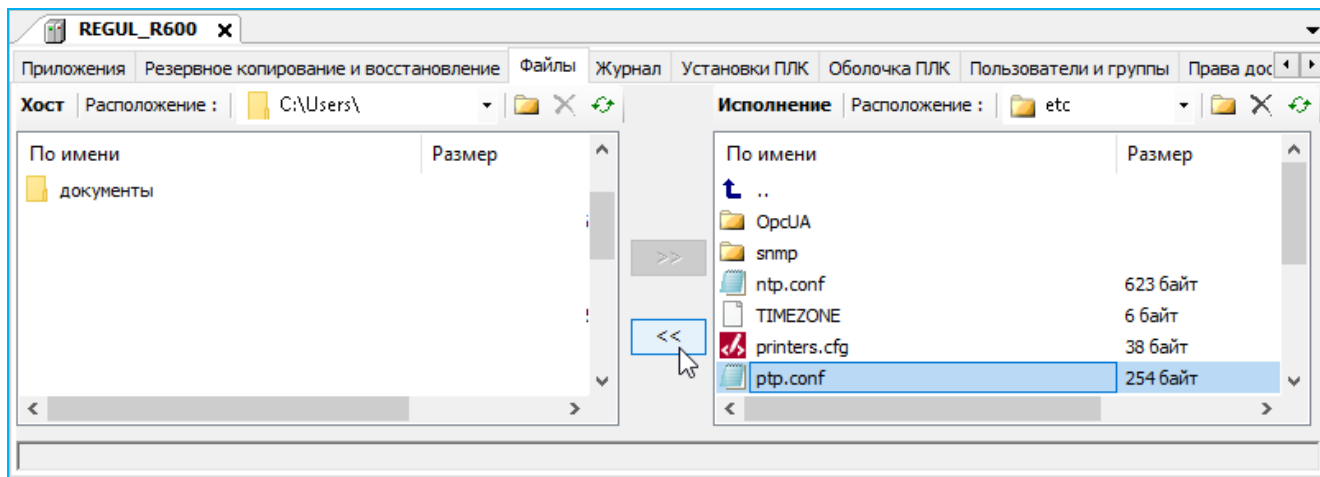 REGUL_R600
Приложения Резервное копирование и восстановление Файлы Журнал Установки ПЛК Оболочка ПЛК Пользователи и группы Права дос
Хост Расположение : C:\Users\ Исполнение Расположение : etc
По имени Размер По имени Размер
документы ..
OpcUA
>> snmp
ntp.conf 623 байт
TIMEZONE 6 байт
<< printers.cfg 38 байт
ptp.conf 254 байт